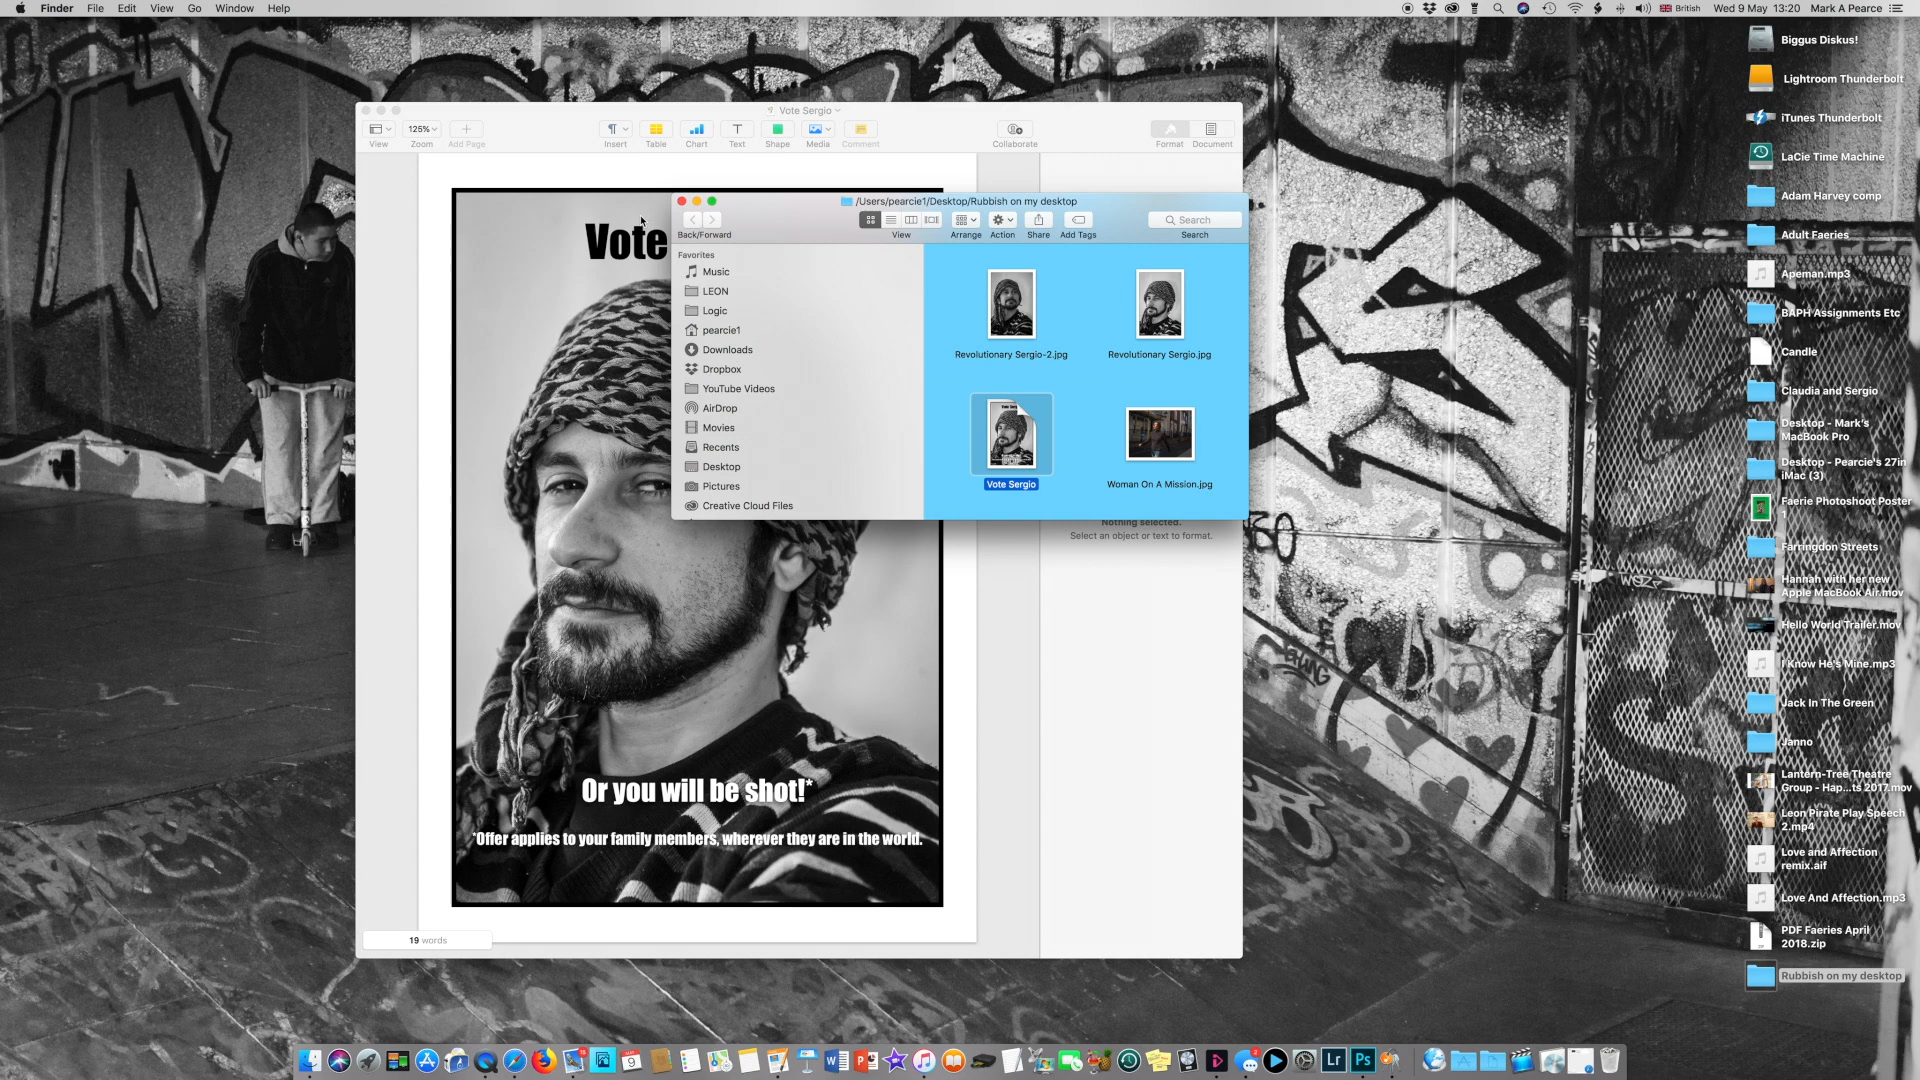 Finder File Edit View Go Window Help
British Wed 9 May 13:20 Mark A Pearce
Vote Sergio
125%
View Zoom Add Page Insert Table Chart Text Shape Media Comment Collaborate Format Document
Vote
/Users/pearcie1/Desktop/Rubbish on my desktop
Search
Back/Forward View Arrange Action Share Add Tags Search
Favorites
Music
LEON
Logic
pearcie1
Downloads
Dropbox
YouTube Videos
AirDrop
Movies
Recents
Desktop
Pictures
Creative Cloud Files
Revolutionary Sergio-2.jpg
Revolutionary Sergio.jpg
Vote Sergio
Woman On A Mission.jpg
Nothing selected.
Select an object or text to format.
Or you will be shot!*
*Offer applies to your family members, wherever they are in the world.
19 words
Biggus Diskus!
Lightroom Thunderbolt
iTunes Thunderbolt
LaCie Time Machine
Adam Harvey comp
Adult Faeries
Apeman.mp3
BAPH Assignments Etc
Candle
Claudia and Sergio
Desktop - Mark's
MacBook Pro
Desktop - Pearcie's 27in
iMac (3)
Faerie Photoshoot Poster
1
Farringdon Streets
Hannah with her new
Apple MacBook Air.mov
Hello World Trailer.mov
I Know He's Mine.mp3
Jack In The Green
Janno
Lantern-Tree Theatre
Group - Hap...ts 2017.mov
Leon Pirate Play Speech
2.mp4
Love and Affection
remix.aif
Love And Affection.mp3
PDF Faeries April
2018.zip
Rubbish on my desktop
9
Lr
Ps